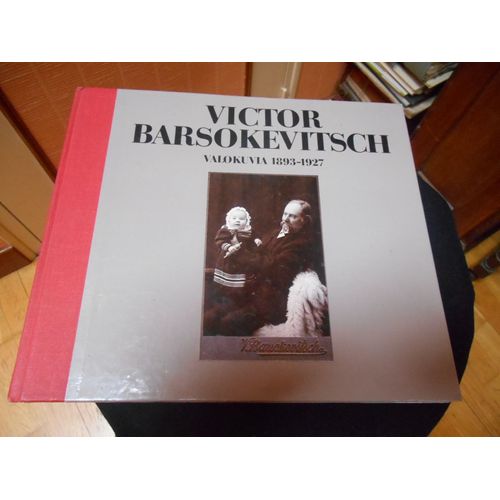 VICTOR
BARSOKEVITSCH
VALOKUVIA 1893–1927
V. Barsokevitsch